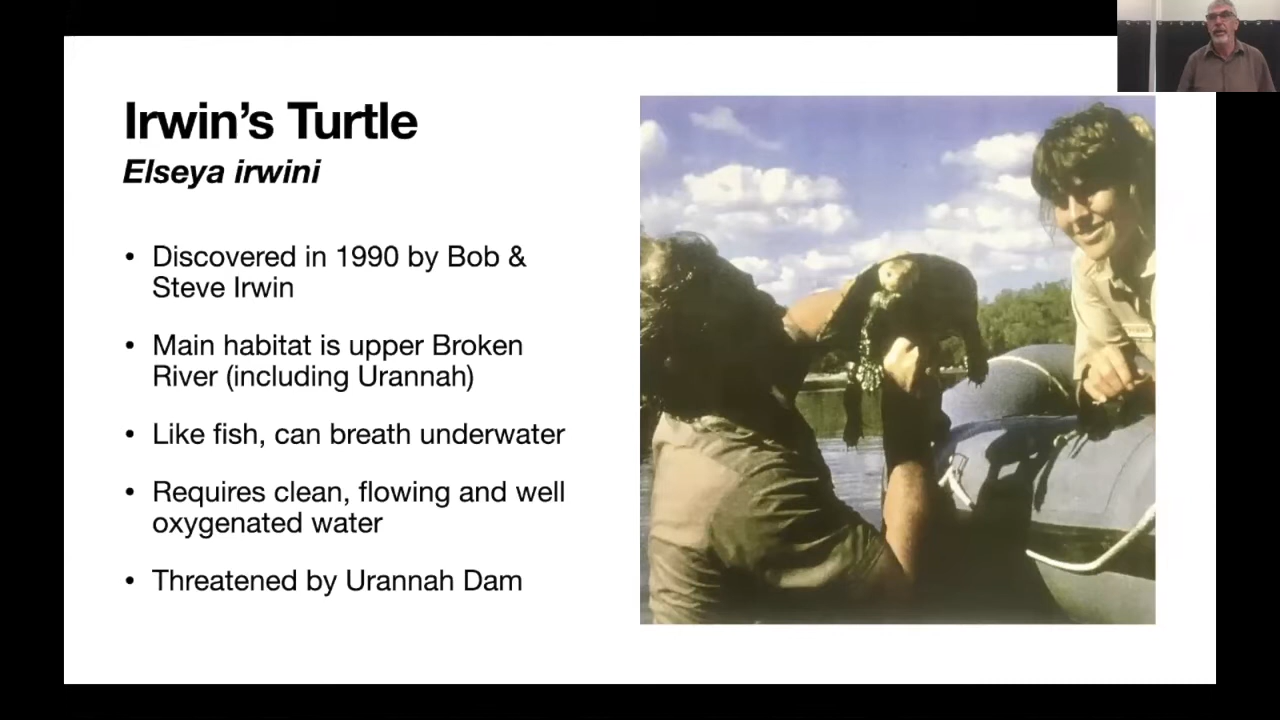 Irwin's Turtle
Elseya irwini
• Discovered in 1990 by Bob &
Steve Irwin
• Main habitat is upper Broken
River (including Urannah)
• Like fish, can breath underwater
• Requires clean, flowing and well
oxygenated water
• Threatened by Urannah Dam